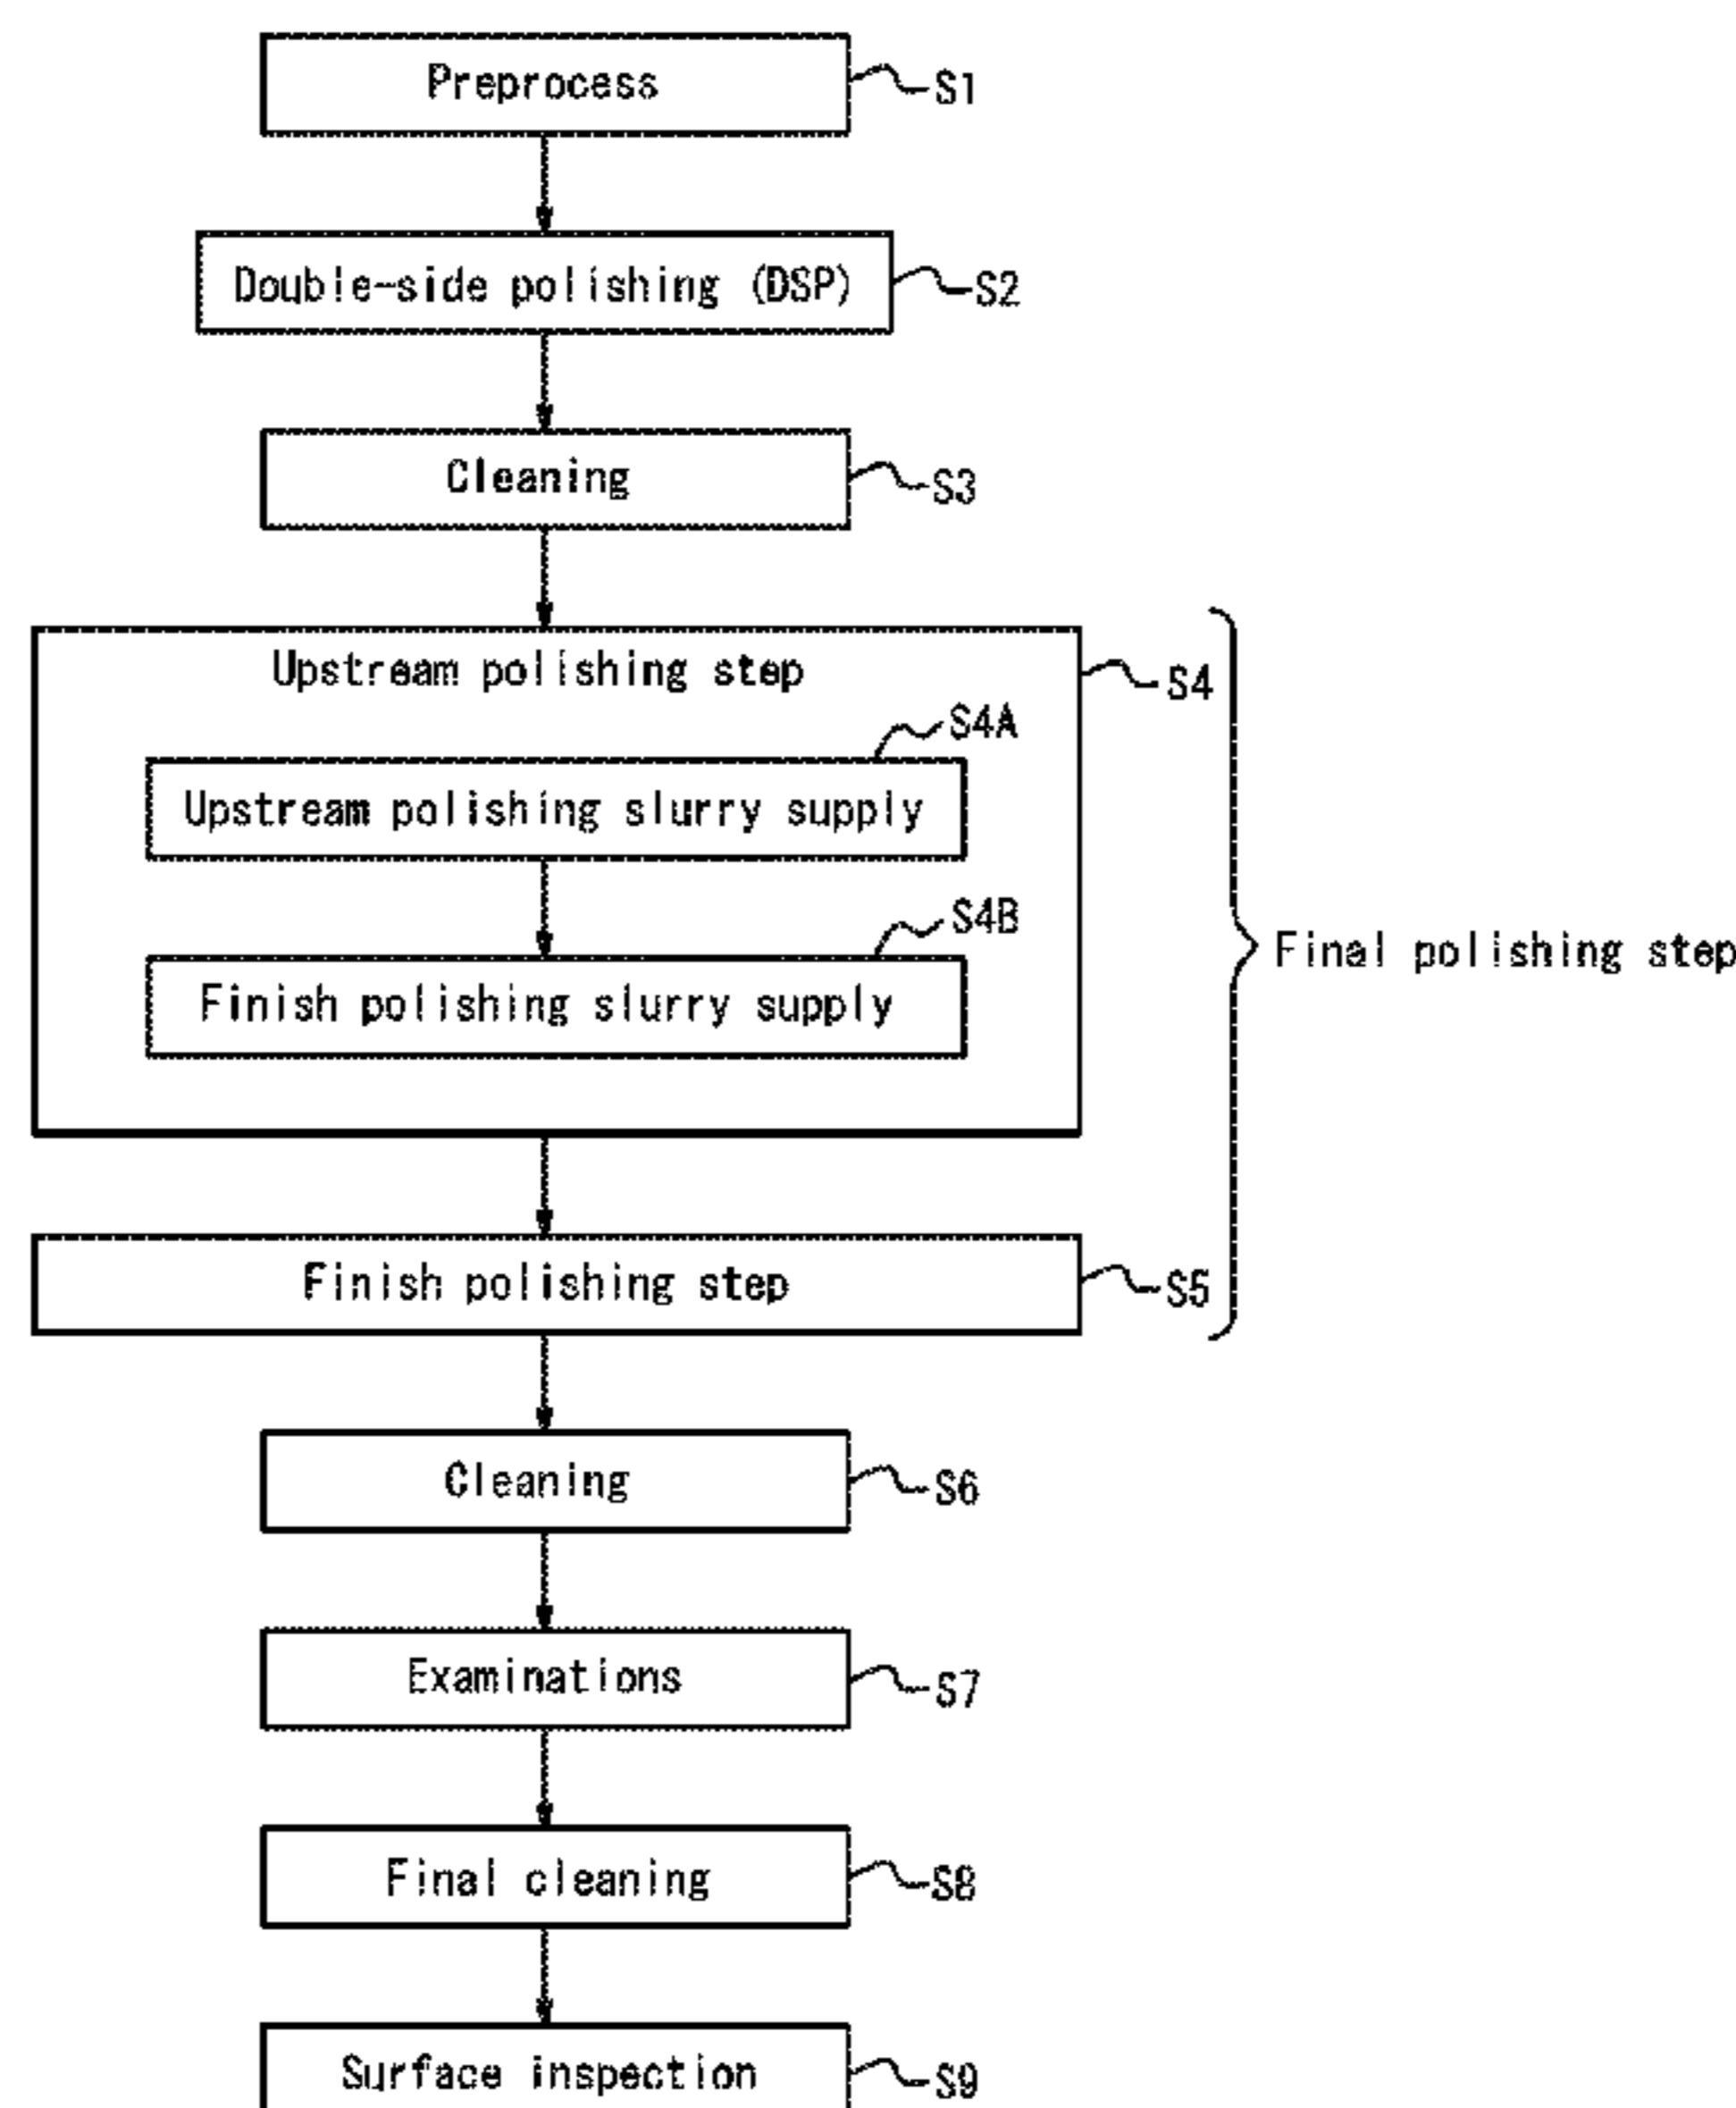 Preprocess
S1
Double-side polishing (DSP)
S2
Cleaning
S3
Upstream polishing step
S4
S4A
Upstream polishing slurry supply
S4B
Finish polishing slurry supply
Final polishing step
Finish polishing step
S5
Cleaning
S6
Examinations
S7
Final cleaning
S8
Surface inspection
S9